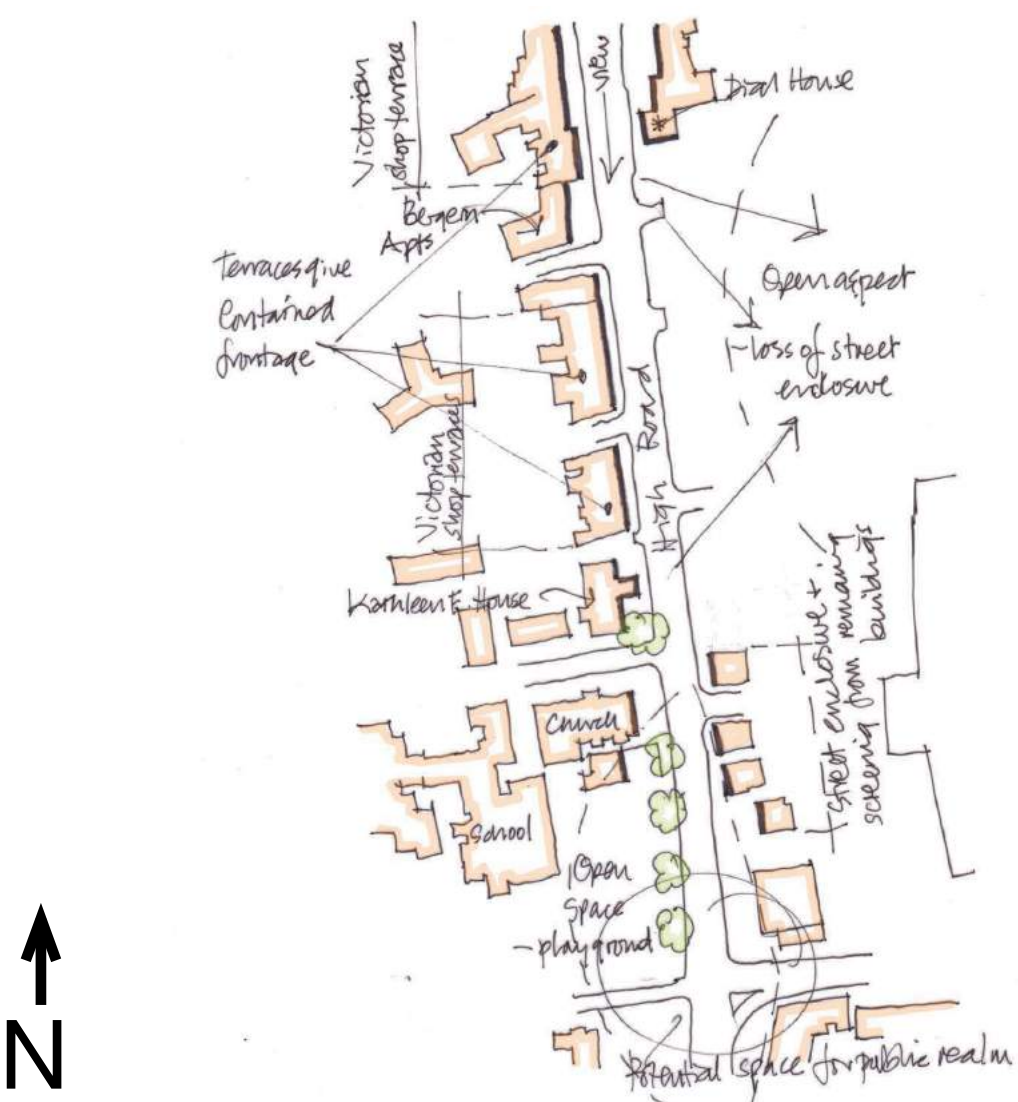 Victorian
shop terrace
View
Dial House
Bergem
Apts
Terraces give
Contained
frontage
Open aspect
- loss of street
enclosure
Victorian
shop terraces
High Road
Kathleen F. House
Street enclosure +
screening from remaining
buildings
Church
School
Open
Space
- playground
Potential space for public realm
N